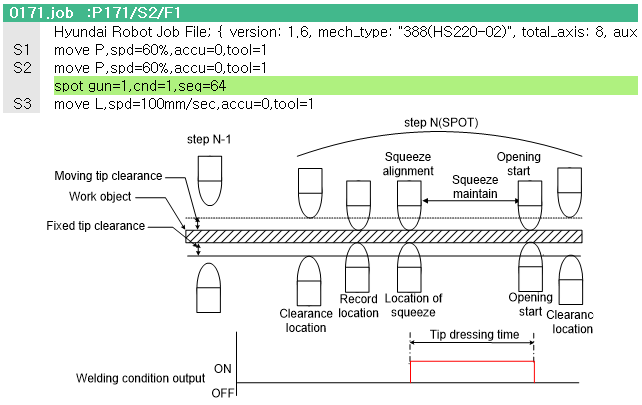 0171.job :P171/S2/F1
Hyundai Robot Job File; { version: 1.6, mech_type: "388(HS220-02)", total_axis: 8, aux
S1 move P,spd=60%,accu=0,tool=1
S2 move P,spd=60%,accu=0,tool=1
spot gun=1,cnd=1,seq=64
S3 move L,spd=100mm/sec,accu=0,tool=1
step N(SPOT)
step N-1
Squeeze alignment
Opening start
Squeeze maintain
Moving tip clearance
Work object
Fixed tip clearance
Clearance location
Record location
Location of squeeze
Opening start
Clearanc location
Tip dressing time
ON
Welding condition output
OFF